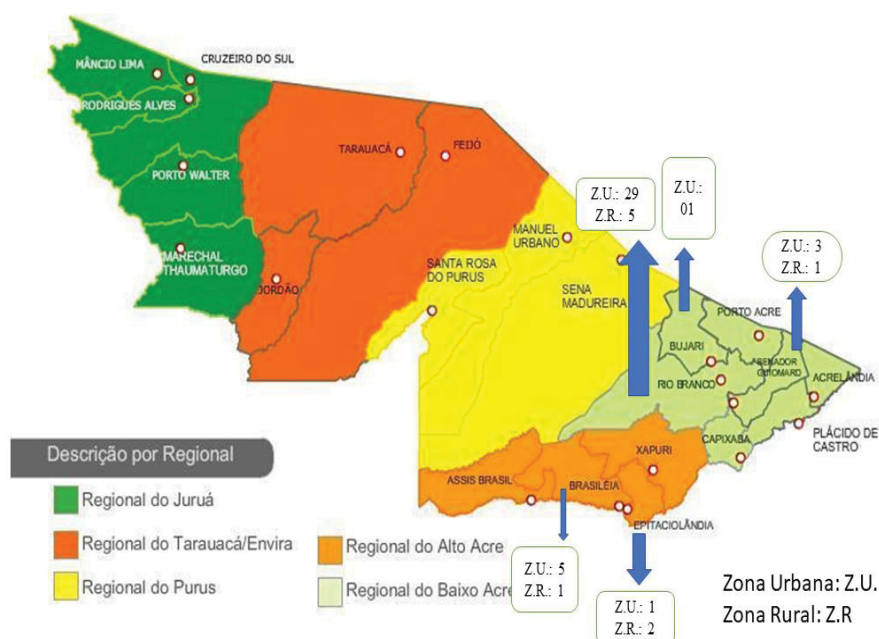 MÂNCIO LIMA
CRUZEIRO DO SUL
RODRIGUES ALVES
TARAUACÁ
FEIJÓ
PORTO WALTER
MARECHAL
THAUMATURGO
JORDÃO
SANTA ROSA
DO PURUS
MANUEL
URBANO
SENA
MADUREIRA
Z.U.: 29
Z.R.: 5
Z.U.:
01
Z.U.: 3
Z.R.: 1
PORTO ACRE
BUJARI
SENADOR
GUIOMARD
RIO BRANCO
ACRELÂNDIA
CAPIXABA
PLÁCIDO DE
CASTRO
XAPURI
ASSIS BRASIL
BRASILÉIA
EPITACIOLÂNDIA
Descrição por Regional
Regional do Juruá
Regional do Tarauacá/Envira
Regional do Purus
Regional do Alto Acre
Regional do Baixo Acre
Z.U.: 5
Z.R.: 1
Z.U.: 1
Z.R.: 2
Zona Urbana: Z.U.
Zona Rural: Z.R